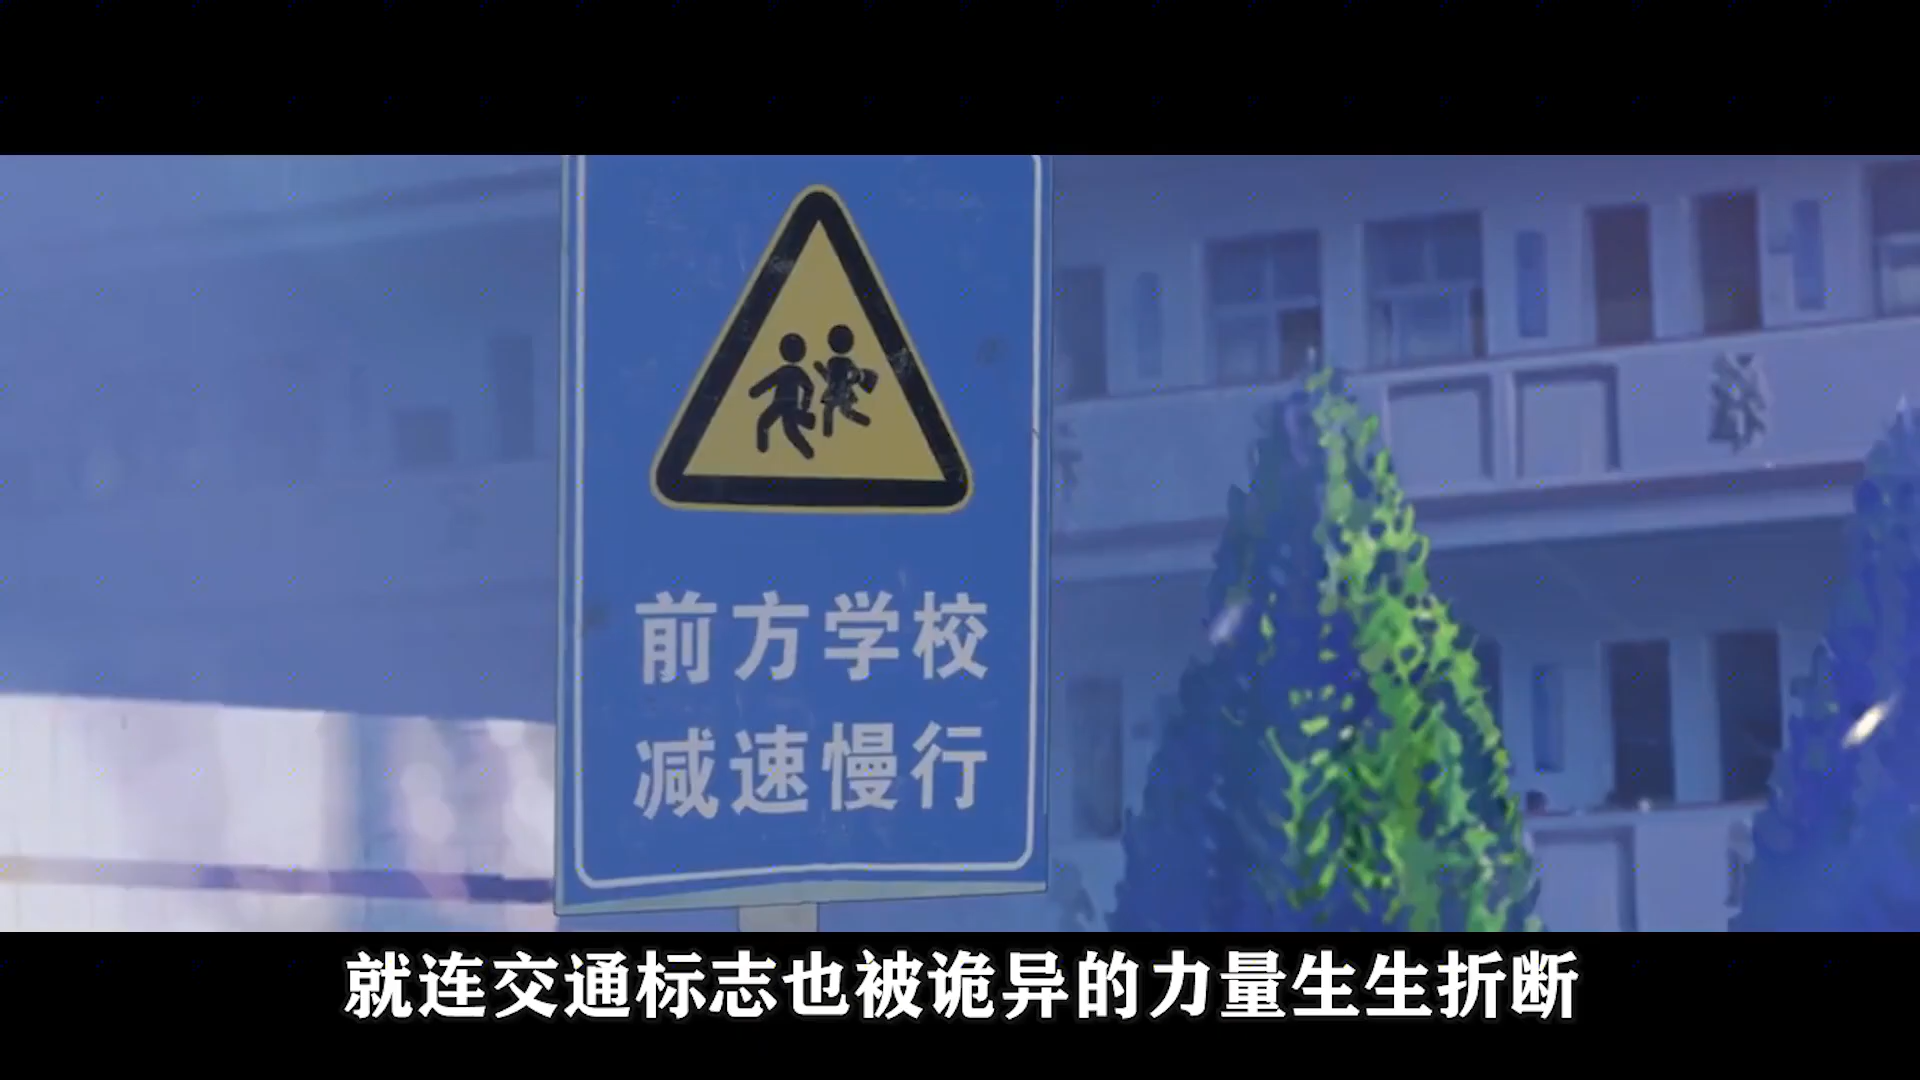 前方学校
减速慢行
就连交通标志也被诡异的力量生生折断